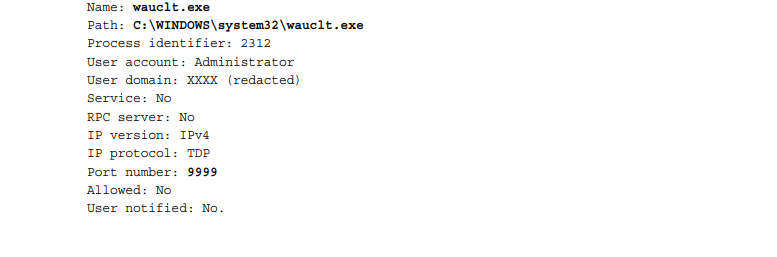 Name: wauclt.exe
Path: C:\WINDOWS\system32\wauclt.exe
Process identifier: 2312
User account: Administrator
User domain: XXXX (redacted)
Service: No
RPC server: No
IP version: IPv4
IP protocol: TDP
Port number: 9999
Allowed: No
User notified: No.